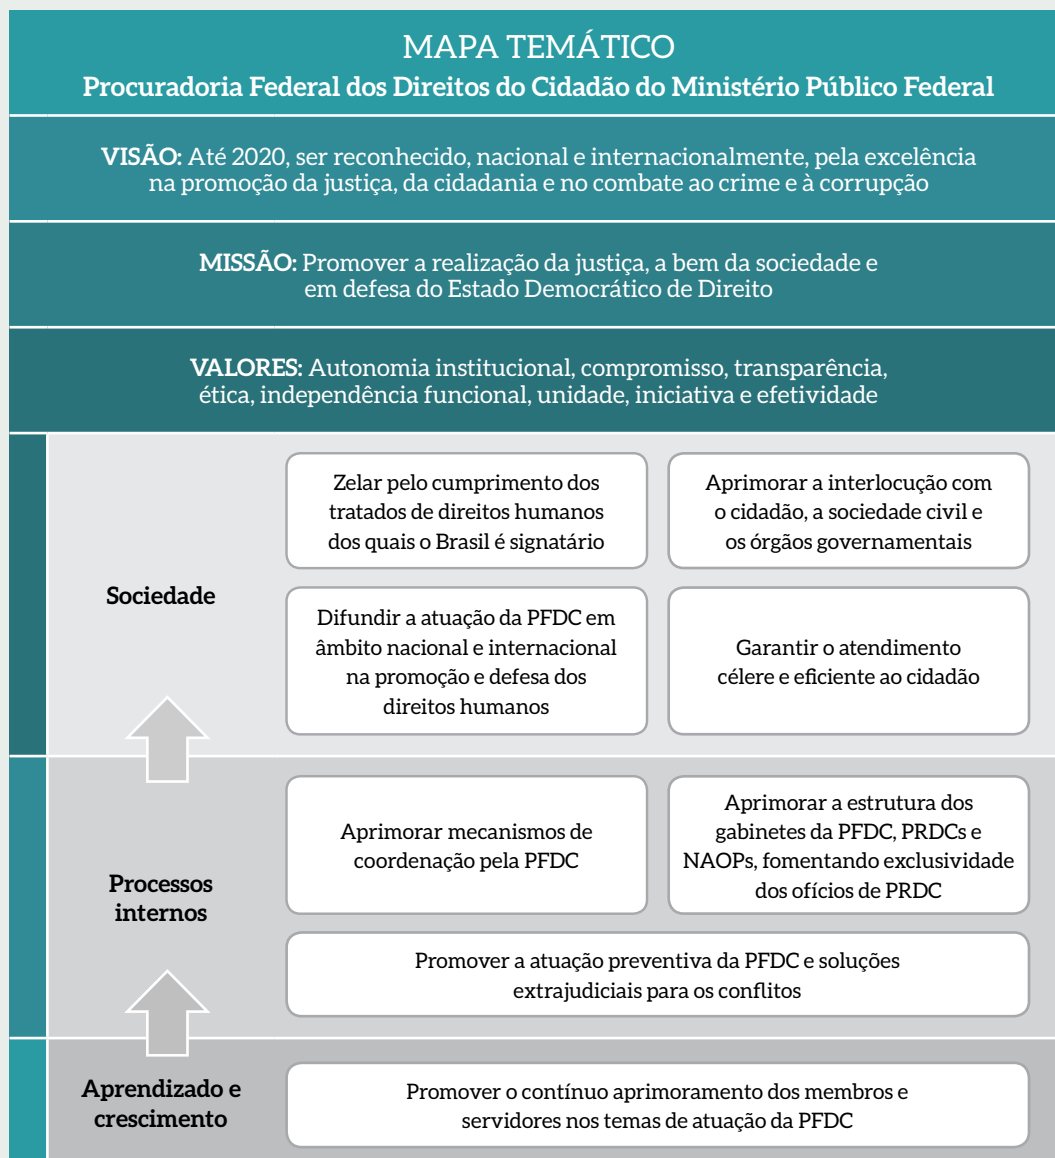 MAPA TEMÁTICO
Procuradoria Federal dos Direitos do Cidadão do Ministério Público Federal
VISÃO: Até 2020, ser reconhecido, nacional e internacionalmente, pela excelência
na promoção da justiça, da cidadania e no combate ao crime e à corrupção
MISSÃO: Promover a realização da justiça, a bem da sociedade e
em defesa do Estado Democrático de Direito
VALORES: Autonomia institucional, compromisso, transparência,
ética, independência funcional, unidade, iniciativa e efetividade
Sociedade
Zelar pelo cumprimento dos
tratados de direitos humanos
dos quais o Brasil é signatário
Aprimorar a interlocução com
o cidadão, a sociedade civil e
os órgãos governamentais
Difundir a atuação da PFDC em
âmbito nacional e internacional
na promoção e defesa dos
direitos humanos
Garantir o atendimento
célere e eficiente ao cidadão
Processos
internos
Aprimorar mecanismos de
coordenação pela PFDC
Aprimorar a estrutura dos
gabinetes da PFDC, PRDCs e
NAOPs, fomentando exclusividade
dos ofícios de PRDC
Promover a atuação preventiva da PFDC e soluções
extrajudiciais para os conflitos
Aprendizado e
crescimento
Promover o contínuo aprimoramento dos membros e
servidores nos temas de atuação da PFDC